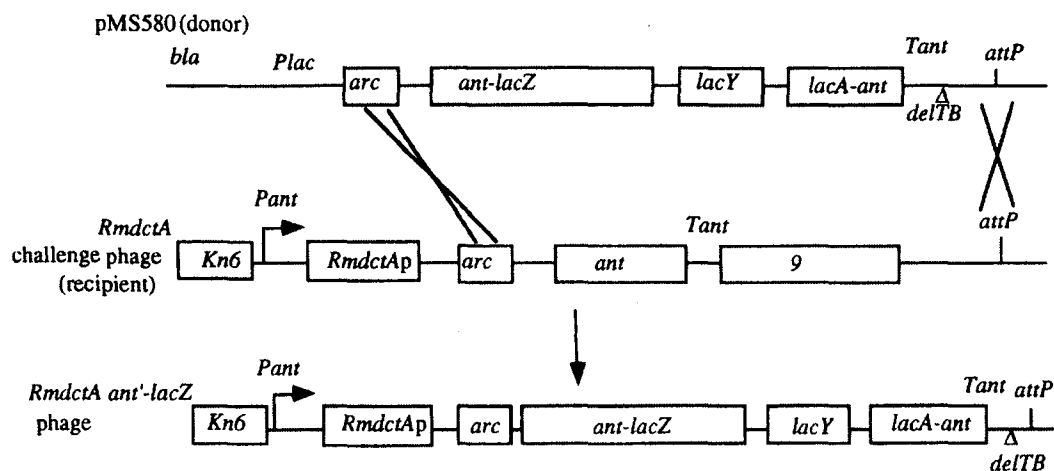 pMS580 (donor)
bla
Plac
Tant
attP
arc
ant-lacZ
lacY
lacA-ant
Δ
delTB
Pant
Tant
attP
RmdctA
challenge phage
(recipient)
Kn6
RmdctAp
arc
ant
9
Pant
Tant attP
RmdctA ant'-lacZ
phage
Kn6
RmdctAp
arc
ant-lacZ
lacY
lacA-ant
Δ
delTB